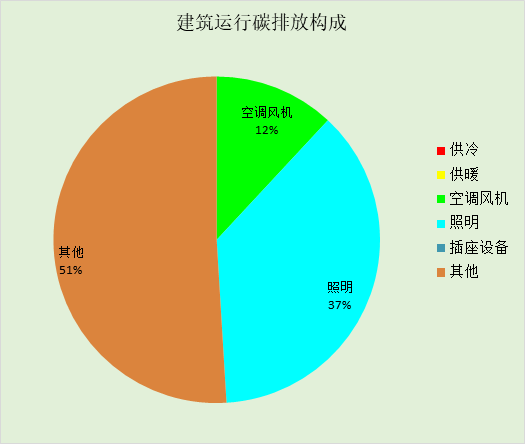 建筑运行碳排放构成
空调风机
12%
照明
37%
其他
51%
供冷
供暖
空调风机
照明
插座设备
其他